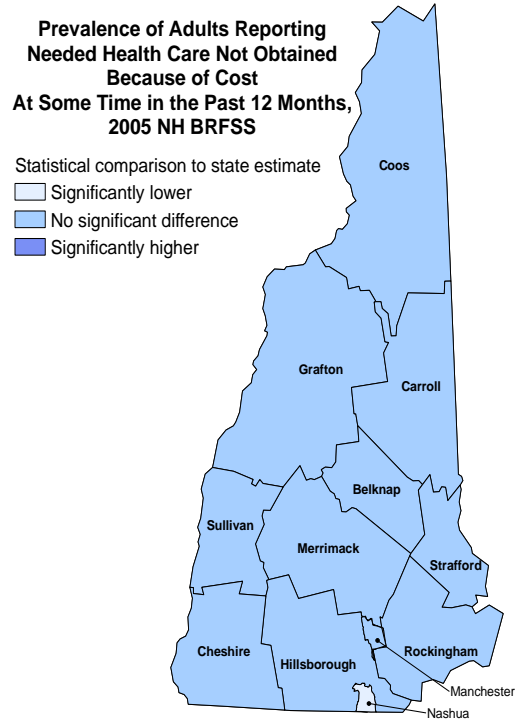 Prevalence of Adults Reporting
Needed Health Care Not Obtained
Because of Cost
At Some Time in the Past 12 Months,
2005 NH BRFSS
Statistical comparison to state estimate
Significantly lower
No significant difference
Significantly higher
Coos
Grafton
Carroll
Belknap
Sullivan
Merrimack
Strafford
Cheshire
Hillsborough
Rockingham
Manchester
Nashua